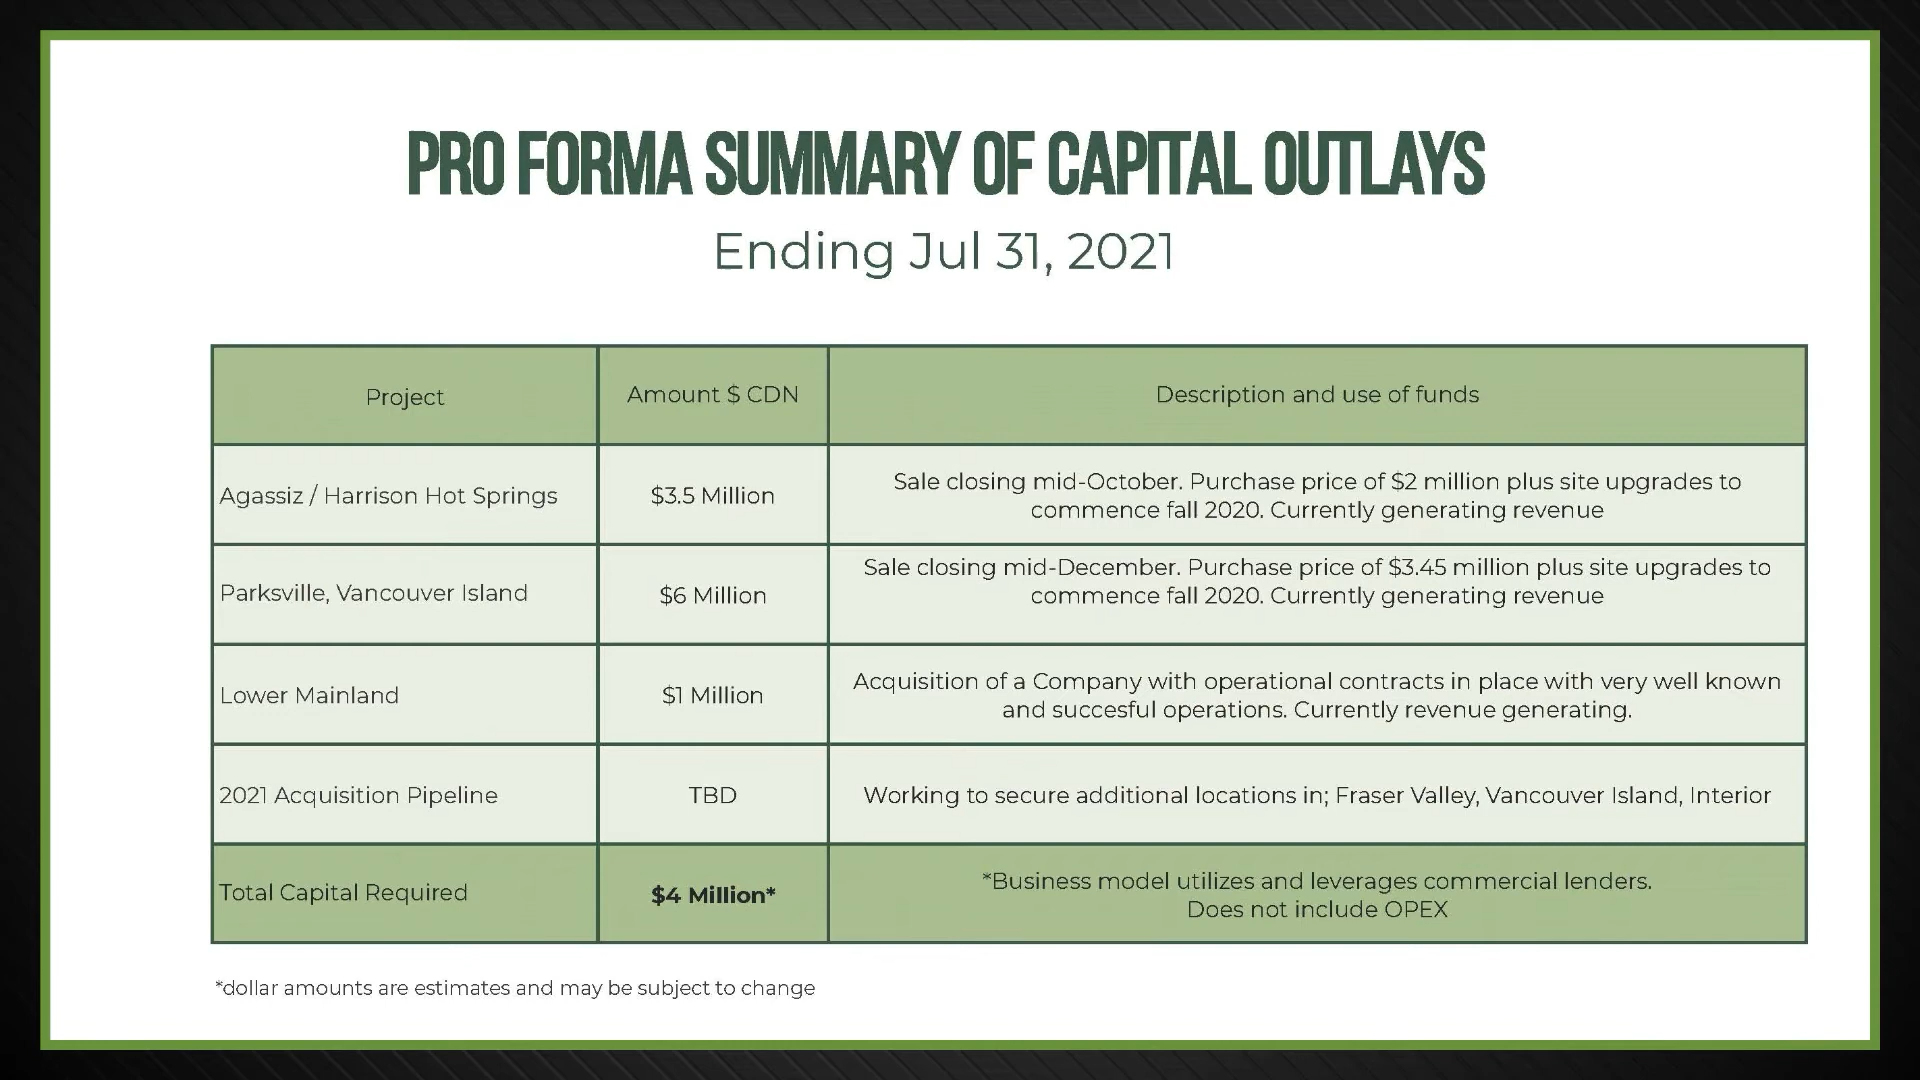 PRO FORMA SUMMARY OF CAPITAL OUTLAYS
Ending Jul 31, 2021
Project
Amount $ CDN
Description and use of funds
Agassiz / Harrison Hot Springs
$3.5 Million
Sale closing mid-October. Purchase price of $2 million plus site upgrades to
commence fall 2020. Currently generating revenue
Parksville, Vancouver Island
$6 Million
Sale closing mid-December. Purchase price of $3.45 million plus site upgrades to
commence fall 2020. Currently generating revenue
Lower Mainland
$1 Million
Acquisition of a Company with operational contracts in place with very well known
and succesful operations. Currently revenue generating.
2021 Acquisition Pipeline
TBD
Working to secure additional locations in; Fraser Valley, Vancouver Island, Interior
Total Capital Required
$4 Million*
*Business model utilizes and leverages commercial lenders.
Does not include OPEX
*dollar amounts are estimates and may be subject to change